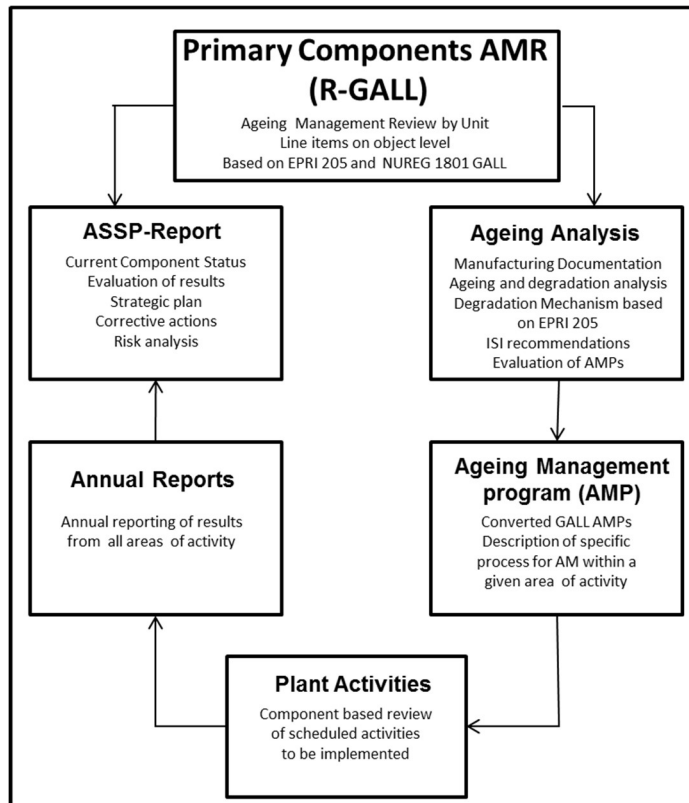 Primary Components AMR
(R-GALL)
Ageing Management Review by Unit
Line items on object level
Based on EPRI 205 and NUREG 1801 GALL
ASSP-Report
Current Component Status
Evaluation of results
Strategic plan
Corrective actions
Risk analysis
Ageing Analysis
Manufacturing Documentation
Ageing and degradation analysis
Degradation Mechanism based
on EPRI 205
ISI recommendations
Evaluation of AMPs
Annual Reports
Annual reporting of results
from all areas of activity
Ageing Management
program (AMP)
Converted GALL AMPs
Description of specific
process for AM within a
given area of activity
Plant Activities
Component based review
of scheduled activities
to be implemented